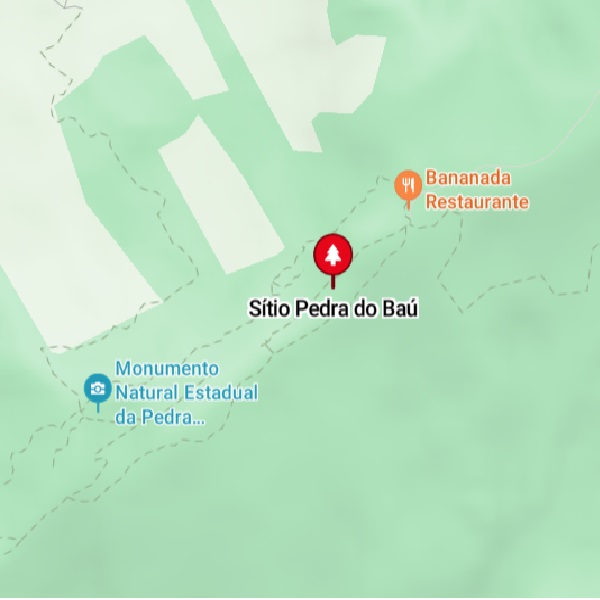 Bananada
Restaurante
Sítio Pedra do Baú
Monumento
Natural Estadual
da Pedra...